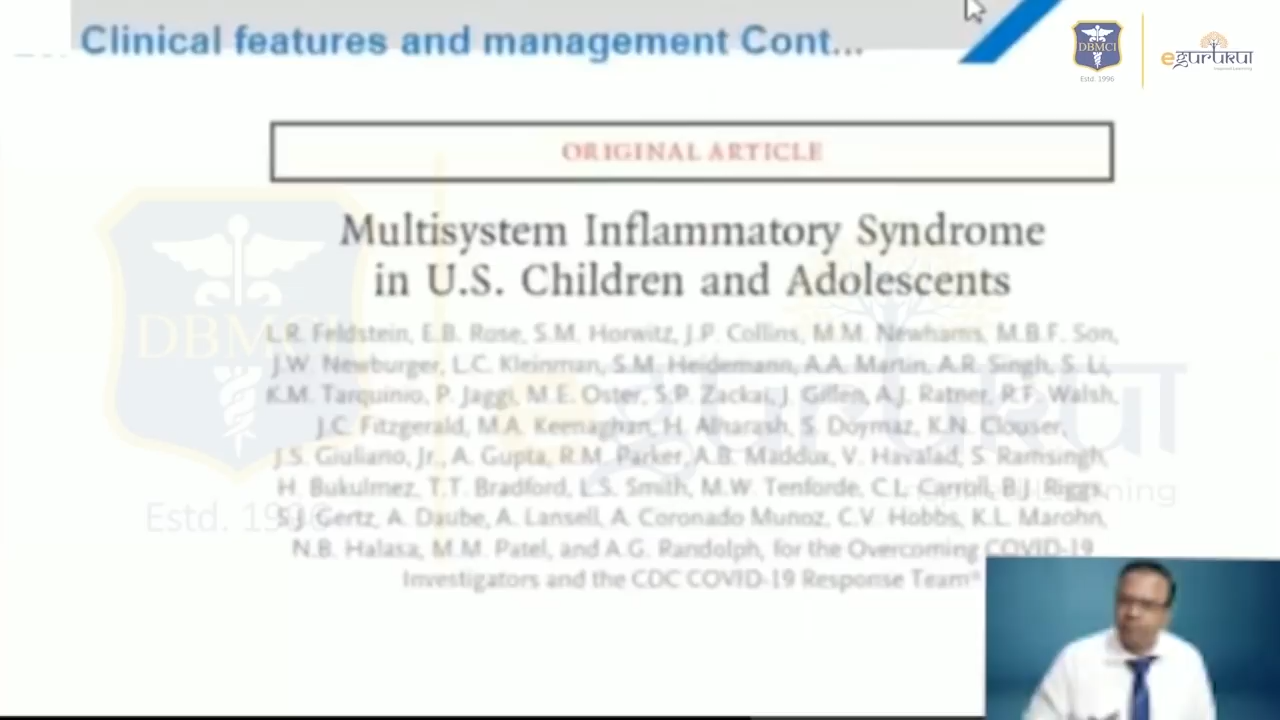 Clinical features and management Cont...
DBMCI
Estd. 1996
egurukul
ORIGINAL ARTICLE
Multisystem Inflammatory Syndrome
in U.S. Children and Adolescents
L.R. Feldstein, E.B. Rose, S.M. Horwitz, J.P. Collins, M.M. Newhams, M.B.F. Son,
J.W. Newburger, L.C. Kleinman, S.M. Heidemann, A.A. Martin, A.R. Singh, S. Li,
K.M. Tarquinio, P. Jaggi, M.E. Oster, S.P. Zackai, J. Gillen, A.J. Ratner, R.F. Walsh,
J.C. Fitzgerald, M.A. Keenaghan, H. Alharash, S. Doymaz, K.N. Clouser,
J.S. Giuliano, Jr., A. Gupta, R.M. Parker, A.B. Maddux, V. Havalad, S. Ramsingh,
H. Bukulmez, T.T. Bradford, L.S. Smith, M.W. Tenforde, C.L. Carroll, B.J. Riggs,
S.J. Gertz, A. Daube, A. Lansell, A. Coronado Munoz, C.V. Hobbs, K.L. Marohn,
N.B. Halasa, M.M. Patel, and A.G. Randolph, for the Overcoming COVID-19
Investigators and the CDC COVID-19 Response Team*